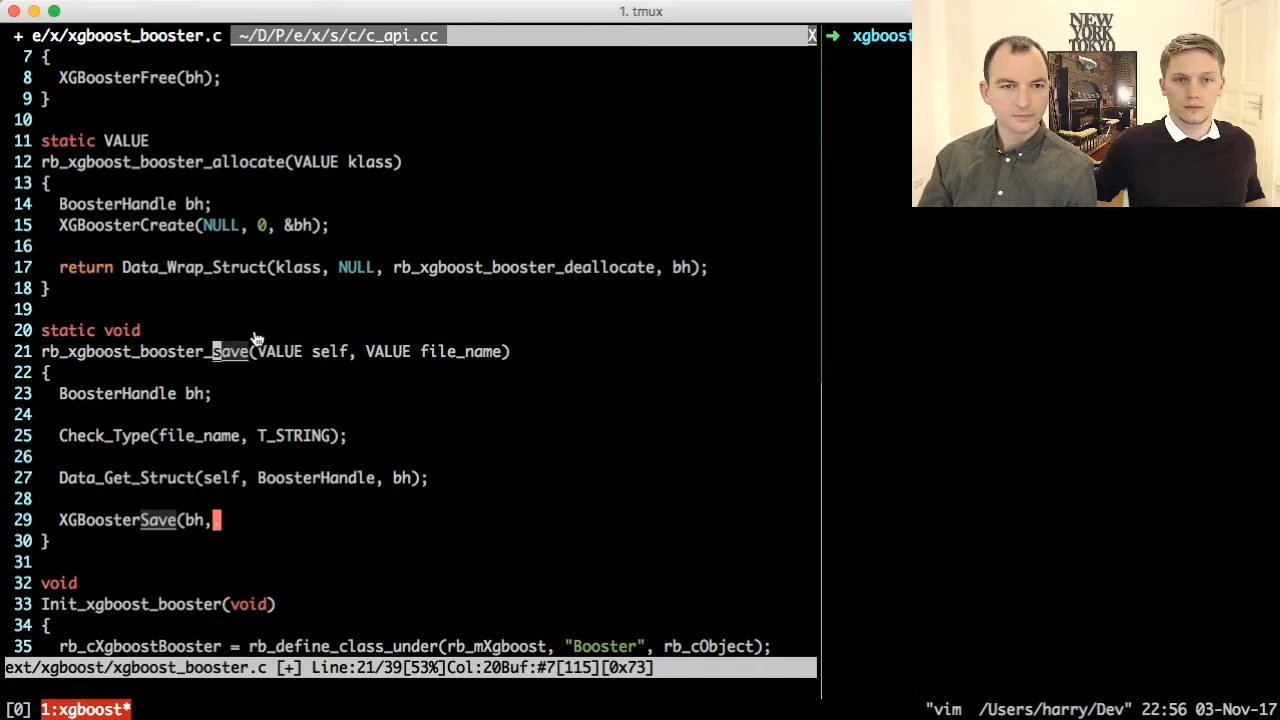 1. tmux
+ e/x/xgboost_booster.c ~/D/P/e/x/s/c/c_api.cc X
7 {
8 XGBoosterFree(bh);
9 }
10
11 static VALUE
12 rb_xgboost_booster_allocate(VALUE klass)
13 {
14 BoosterHandle bh;
15 XGBoosterCreate(NULL, 0, &bh);
16
17 return Data_Wrap_Struct(klass, NULL, rb_xgboost_booster_deallocate, bh);
18 }
19
20 static void
21 rb_xgboost_booster_save(VALUE self, VALUE file_name)
22 {
23 BoosterHandle bh;
24
25 Check_Type(file_name, T_STRING);
26
27 Data_Get_Struct(self, BoosterHandle, bh);
28
29 XGBoosterSave(bh,
30 }
31
32 void
33 Init_xgboost_booster(void)
34 {
35 rb_cXgboostBooster = rb_define_class_under(rb_mXgboost, "Booster", rb_cObject);
ext/xgboost/xgboost_booster.c [+] Line:21/39[53%]Col:20Buf:#7[115][0x73]
➜ xgboost
NEW
YORK
TOKYO
[0] 1:xgboost* "vim /Users/harry/Dev" 22:56 03-Nov-17